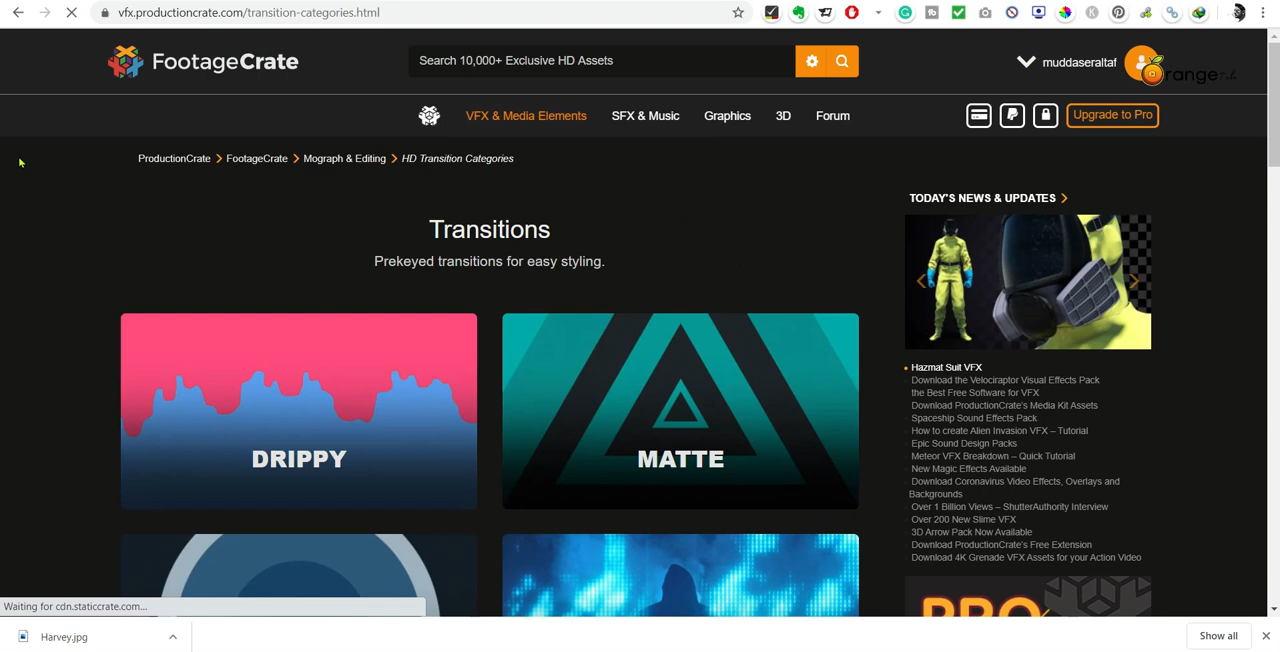 vfx.productioncrate.com/transition-categories.html
FootageCrate
Search 10,000+ Exclusive HD Assets
muddaseraltaf
range
VFX & Media Elements
SFX & Music
Graphics
3D
Forum
Upgrade to Pro
ProductionCrate
FootageCrate
Mograph & Editing
HD Transition Categories
Transitions
Prekeyed transitions for easy styling.
DRIPPY
MATTE
TODAY'S NEWS & UPDATES
Hazmat Suit VFX
Download the Velociraptor Visual Effects Pack
the Best Free Software for VFX
Download ProductionCrate's Media Kit Assets
Spaceship Sound Effects Pack
How to create Alien Invasion VFX – Tutorial
Epic Sound Design Packs
Meteor VFX Breakdown – Quick Tutorial
New Magic Effects Available
Download Coronavirus Video Effects, Overlays and
Backgrounds
Over 1 Billion Views – ShutterAuthority Interview
Over 200 New Slime VFX
3D Arrow Pack Now Available
Download ProductionCrate's Free Extension
Download 4K Grenade VFX Assets for your Action Video
PRO
Waiting for cdn.staticcrate.com...
Harvey.jpg
Show all